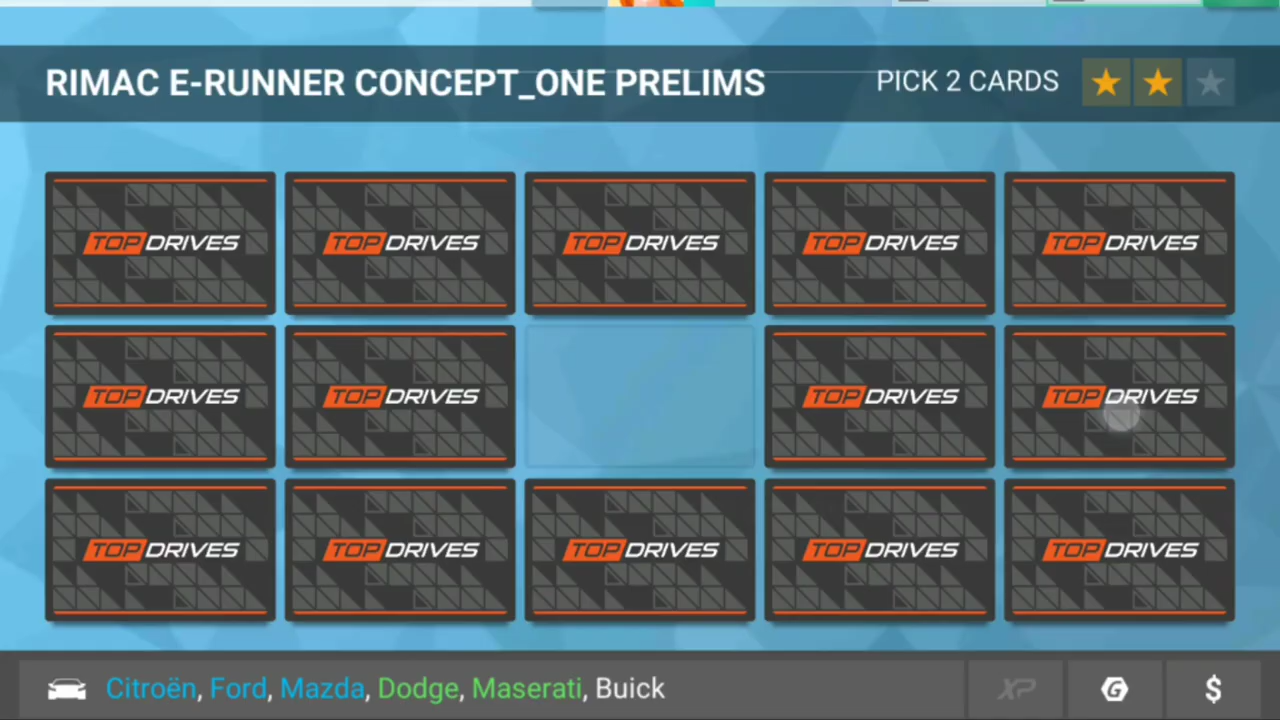 RIMAC E-RUNNER CONCEPT_ONE PRELIMS
PICK 2 CARDS
TOP DRIVES
TOP DRIVES
TOP DRIVES
TOP DRIVES
TOP DRIVES
TOP DRIVES
TOP DRIVES
TOP DRIVES
TOP DRIVES
TOP DRIVES
TOP DRIVES
TOP DRIVES
TOP DRIVES
TOP DRIVES
Citroën, Ford, Mazda, Dodge, Maserati, Buick
XP
G
$